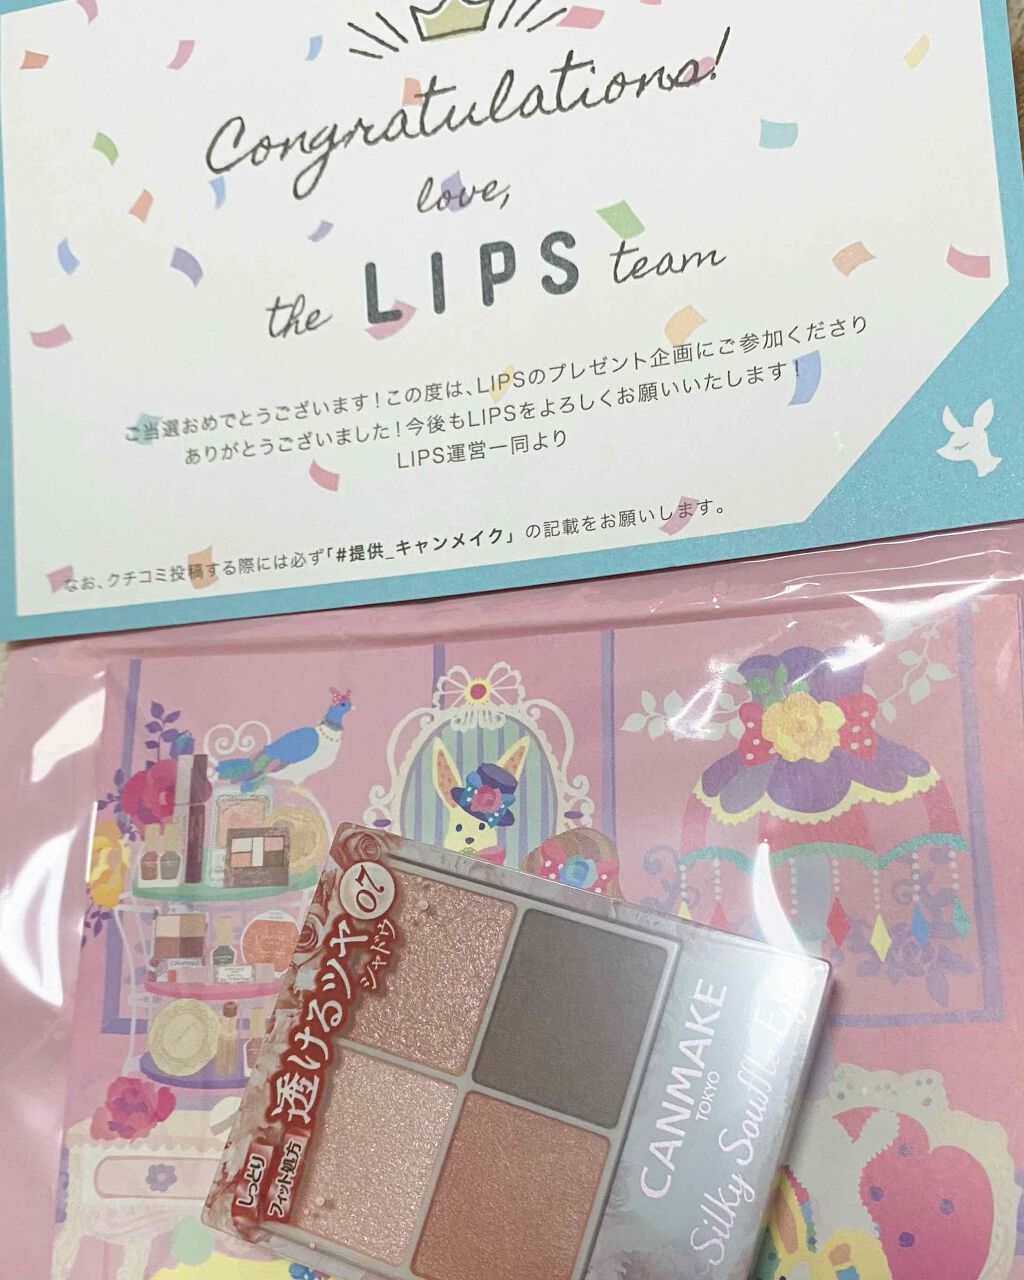 Congratulations!
love,
the LIPS team
ご当選おめでとうございます！この度は、LIPSのプレゼント企画にご参加くださり
ありがとうございました！今後もLIPSをよろしくお願いいたします！
LIPS運営一同より
なお、クチコミ投稿する際には必ず「#提供_キャンメイク」の記載をお願いします。
07
透けるツヤ
シャドウ
しっとり
フィット処方
CANMAKE
TOKYO
Silky Souffle Eyes